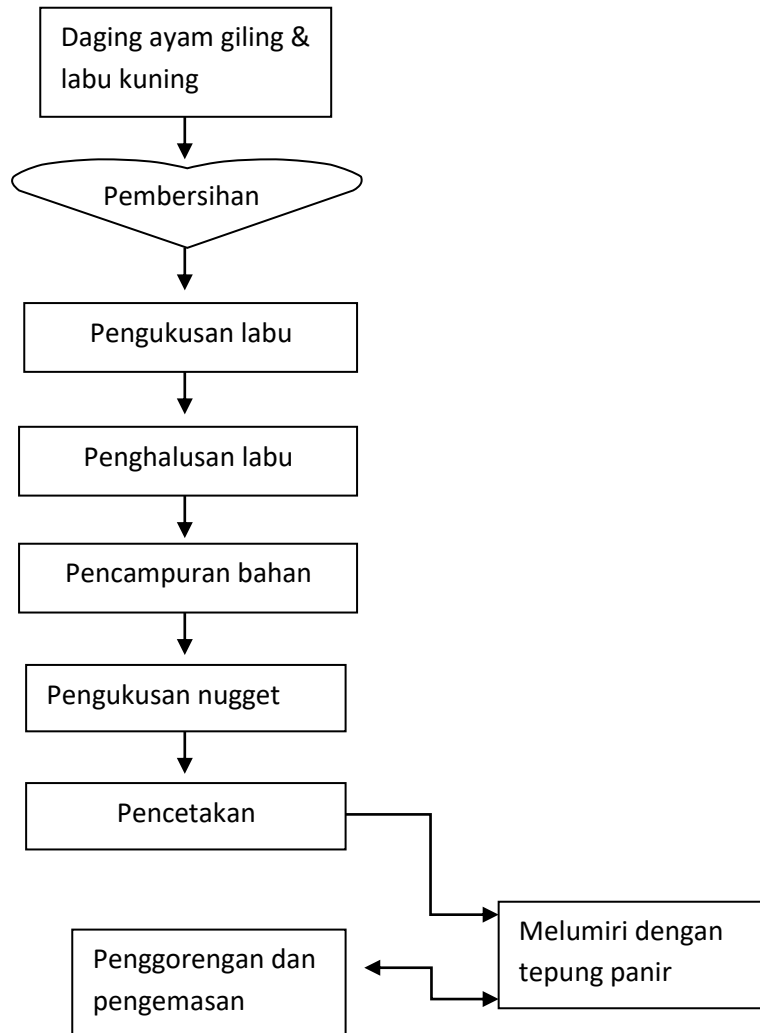 Daging ayam giling &
labu kuning
Pembersihan
Pengukusan labu
Penghalusan labu
Pencampuran bahan
Pengukusan nugget
Pencetakan
Melumiri dengan
tepung panir
Penggorengan dan
pengemasan